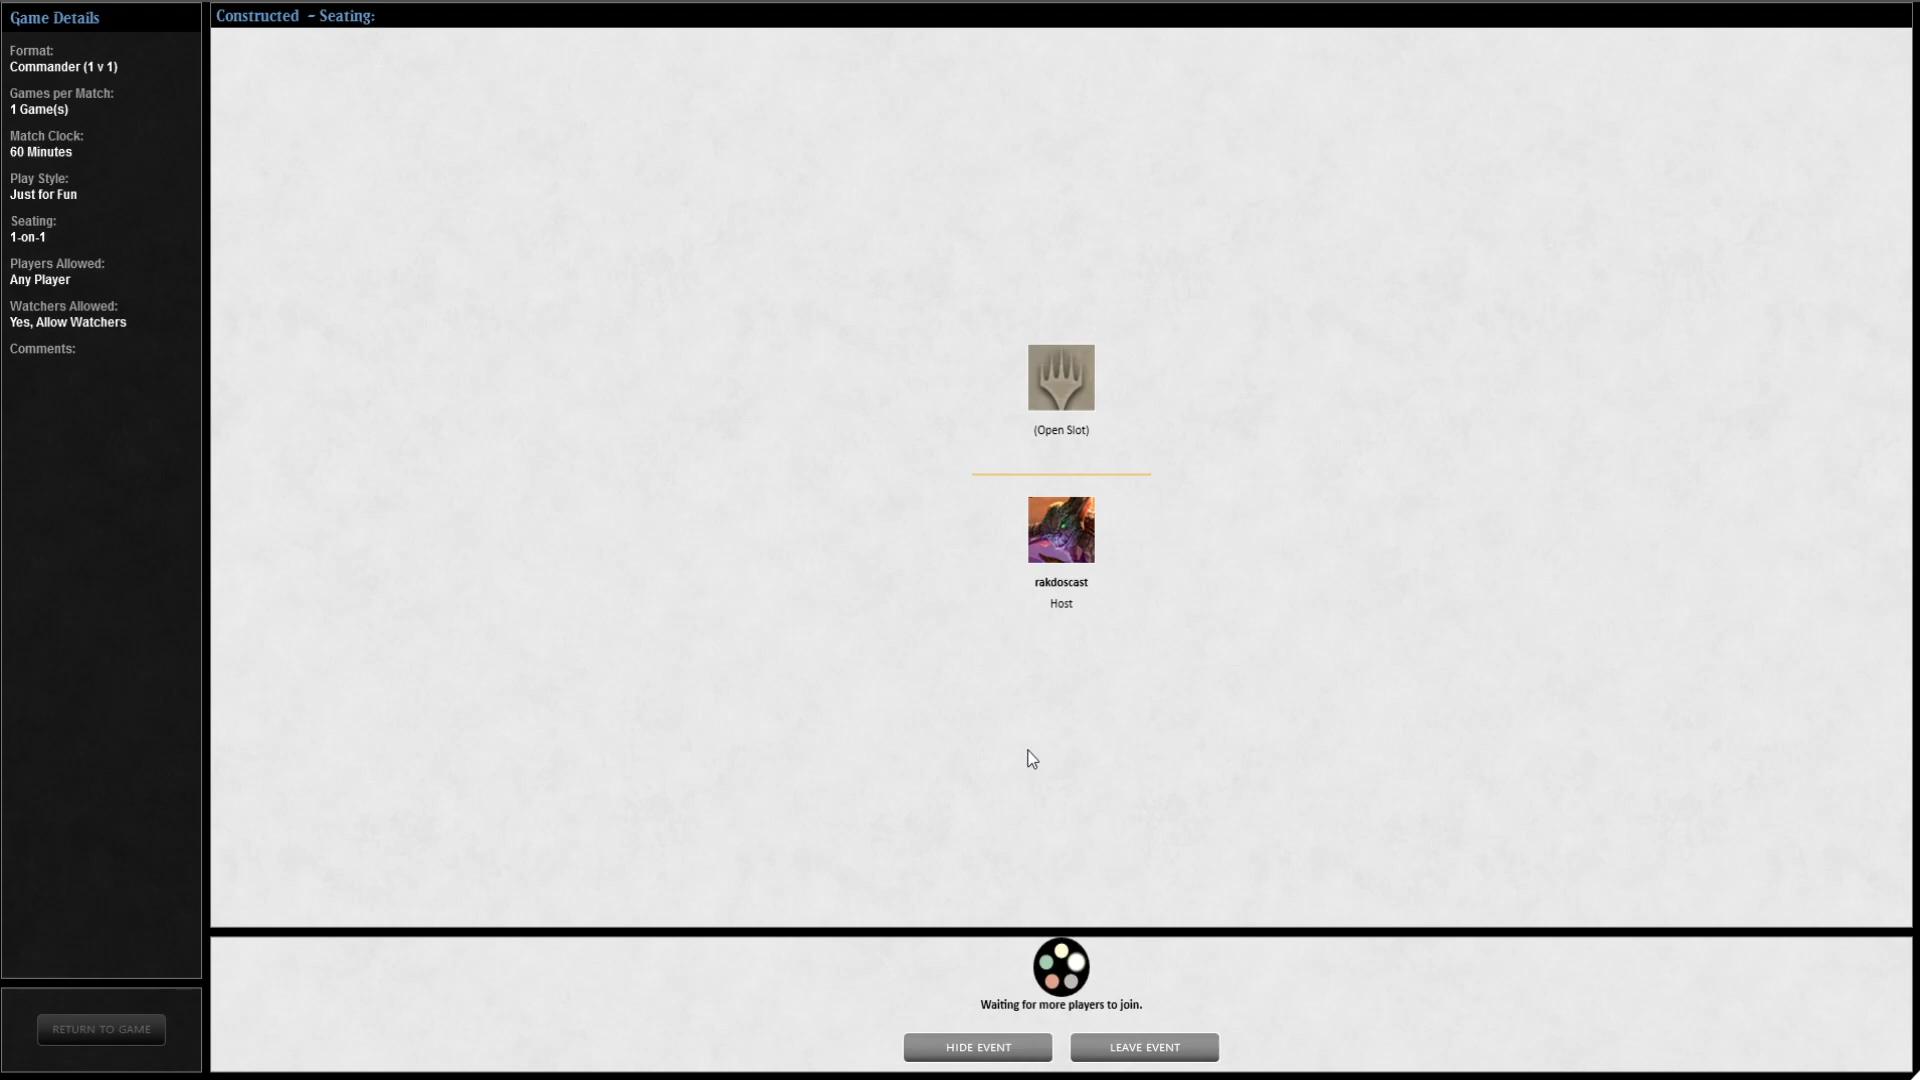 Game Details
Format:
Commander (1 v 1)
Games per Match:
1 Game(s)
Match Clock:
60 Minutes
Play Style:
Just for Fun
Seating:
1-on-1
Players Allowed:
Any Player
Watchers Allowed:
Yes, Allow Watchers
Comments:
RETURN TO GAME
Constructed - Seating:
(Open Slot)
rakdoscast
Host
Waiting for more players to join.
HIDE EVENT
LEAVE EVENT